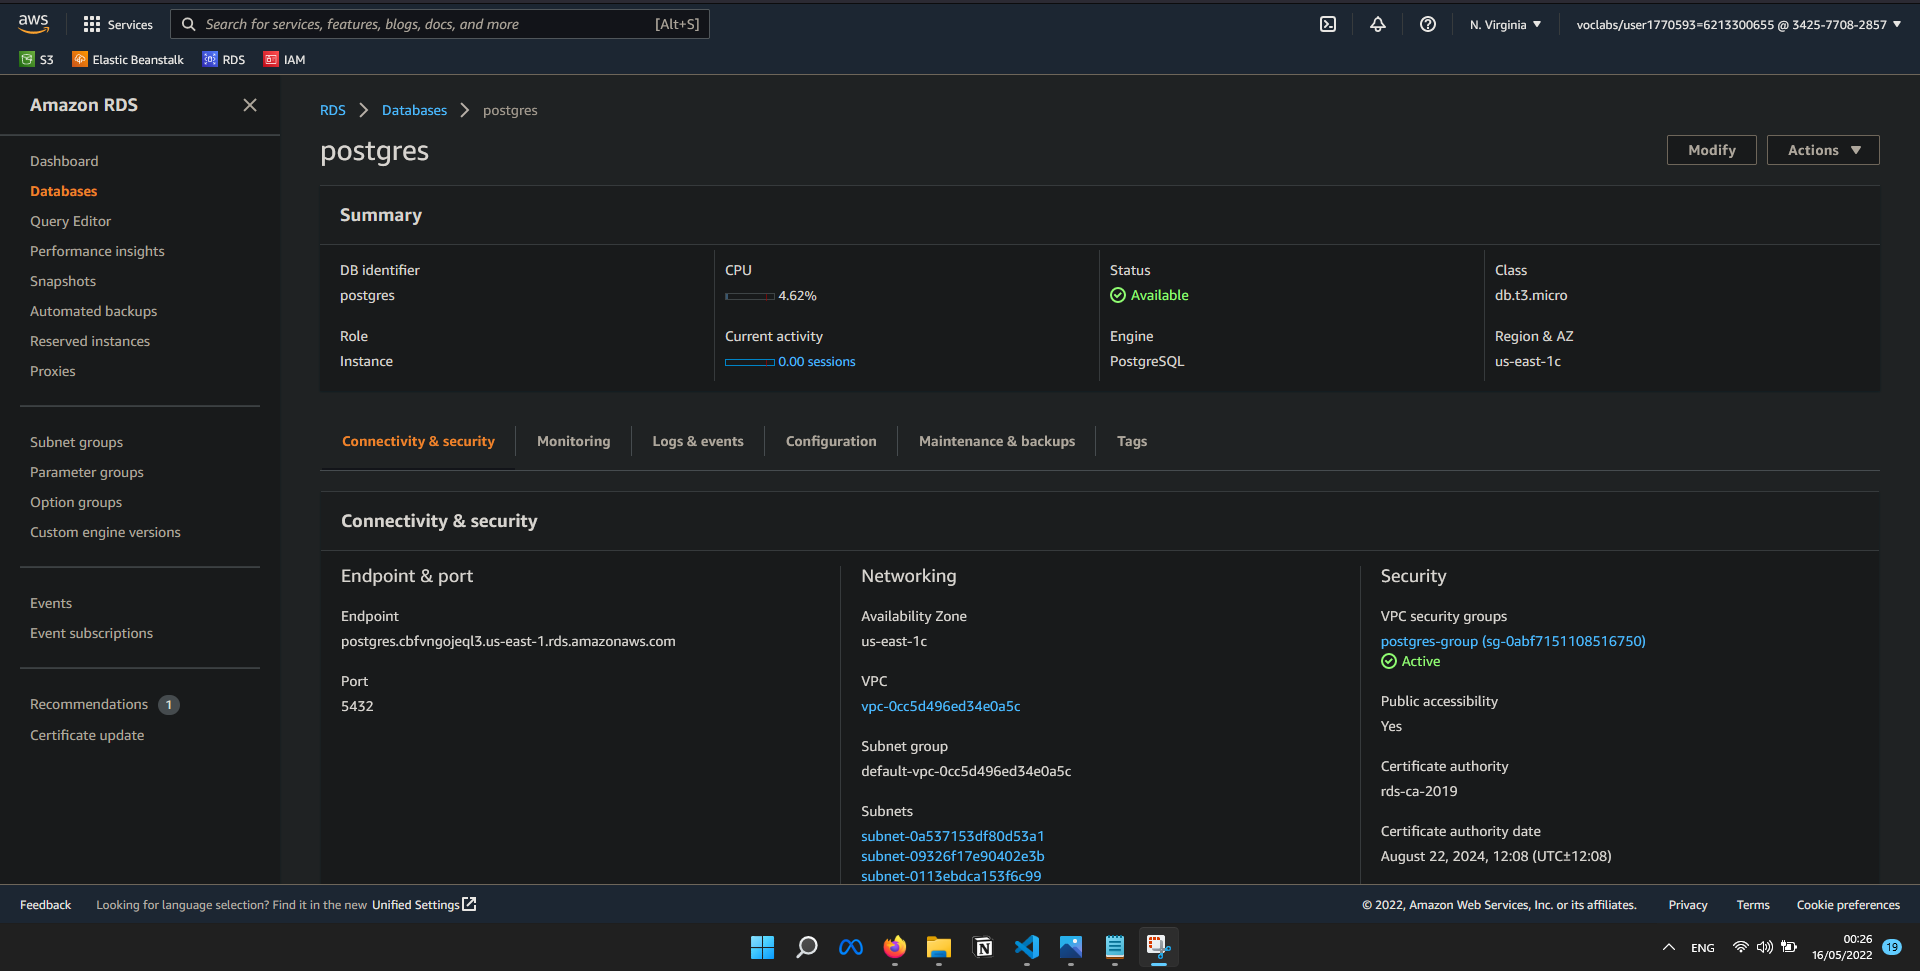 aws
Services
Search for services, features, blogs, docs, and more
[Alt+S]
N. Virginia
voclabs/user1770593=6213300655 @ 3425-7708-2857
S3
Elastic Beanstalk
RDS
IAM
Amazon RDS
Dashboard
Databases
Query Editor
Performance insights
Snapshots
Automated backups
Reserved instances
Proxies
Subnet groups
Parameter groups
Option groups
Custom engine versions
Events
Event subscriptions
Recommendations 1
Certificate update
RDS
Databases
postgres
postgres
Modify
Actions
Summary
DB identifier
postgres
Role
Instance
CPU
4.62%
Current activity
0.00 sessions
Status
Available
Engine
PostgreSQL
Class
db.t3.micro
Region & AZ
us-east-1c
Connectivity & security
Monitoring
Logs & events
Configuration
Maintenance & backups
Tags
Connectivity & security
Endpoint & port
Endpoint
postgres.cbfvngojeql3.us-east-1.rds.amazonaws.com
Port
5432
Networking
Availability Zone
us-east-1c
VPC
vpc-0cc5d496ed34e0a5c
Subnet group
default-vpc-0cc5d496ed34e0a5c
Subnets
subnet-0a537153df80d53a1
subnet-09326f17e90402e3b
subnet-0113ebdca153f6c99
Security
VPC security groups
postgres-group (sg-0abf7151108516750)
Active
Public accessibility
Yes
Certificate authority
rds-ca-2019
Certificate authority date
August 22, 2024, 12:08 (UTC±12:08)
Feedback
Looking for language selection? Find it in the new Unified Settings
© 2022, Amazon Web Services, Inc. or its affiliates.
Privacy
Terms
Cookie preferences
ENG
00:26
16/05/2022
19